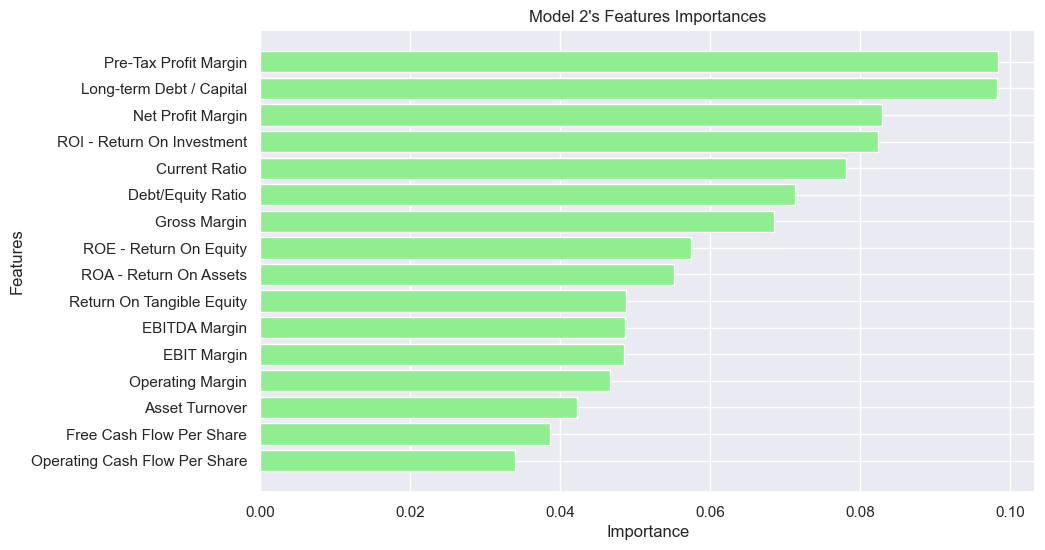 Model 2's Features Importances
Features
Pre-Tax Profit Margin
Long-term Debt / Capital
Net Profit Margin
ROI - Return On Investment
Current Ratio
Debt/Equity Ratio
Gross Margin
ROE - Return On Equity
ROA - Return On Assets
Return On Tangible Equity
EBITDA Margin
EBIT Margin
Operating Margin
Asset Turnover
Free Cash Flow Per Share
Operating Cash Flow Per Share
0.00 0.02 0.04 0.06 0.08 0.10
Importance